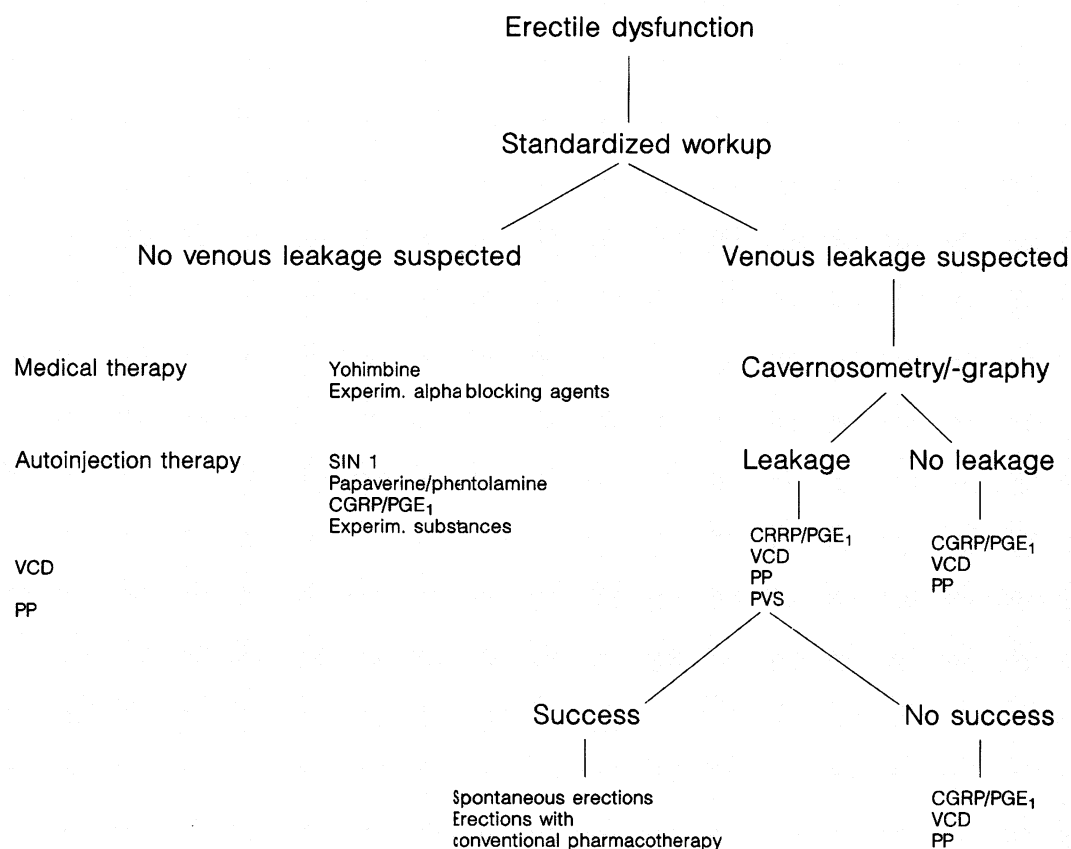 Erectile dysfunction
Standardized workup
No venous leakage suspected
Venous leakage suspected
Medical therapy
Yohimbine
Experim. alpha blocking agents
Cavernosometry/-graphy
Autoinjection therapy
SIN 1
Papaverine/phentolamine
CGRP/PGE₁
Experim. substances
Leakage
No leakage
CRRP/PGE₁
VCD
PP
PVS
CGRP/PGE₁
VCD
PP
VCD
PP
Success
No success
Spontaneous erections
Erections with
conventional pharmacotherapy
CGRP/PGE₁
VCD
PP